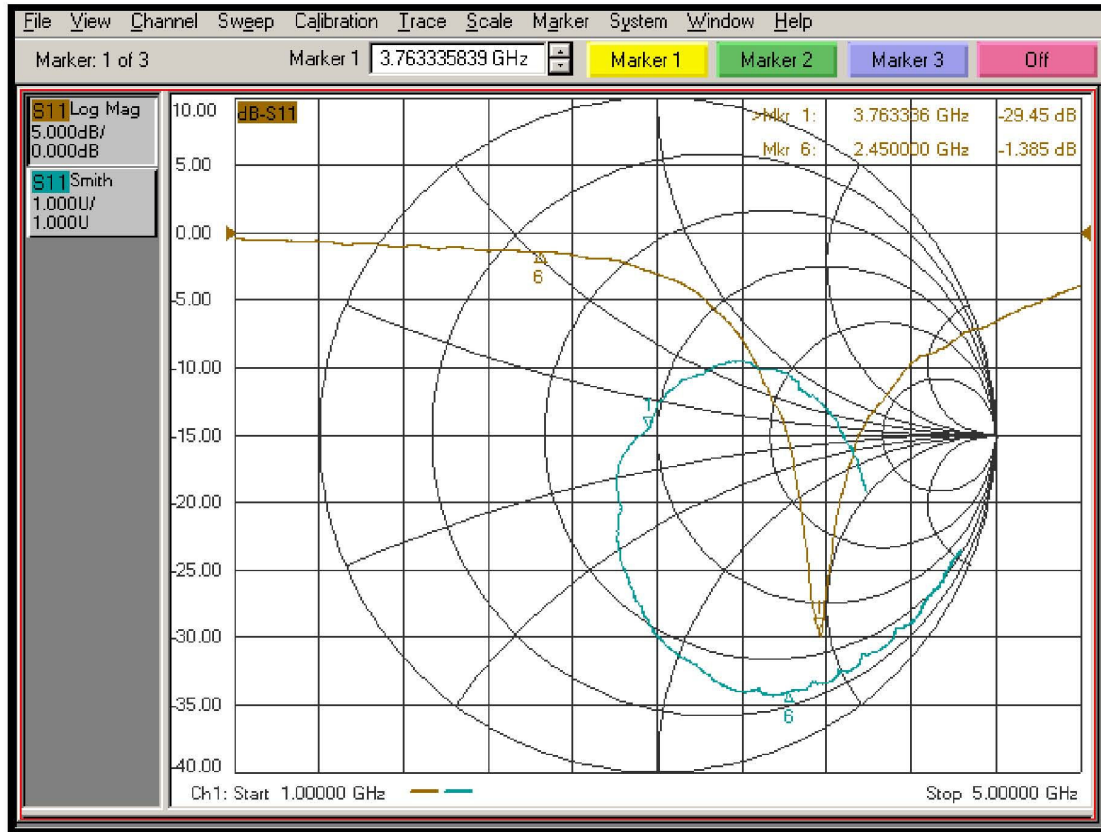 File View Channel Sweep Calibration Trace Scale Marker System Window Help
Marker: 1 of 3 Marker 1 3.763335839 GHz Marker 1 Marker 2 Marker 3 Off
S11 Log Mag
5.000dB/
0.000dB
S11 Smith
1.000U/
1.000U
dB-S11
>Mkr 1: 3.763336 GHz -29.45 dB
Mkr 6: 2.450000 GHz -1.385 dB
10.00
5.00
0.00
-5.00
-10.00
-15.00
-20.00
-25.00
-30.00
-35.00
-40.00
6
1
1
6
Ch1: Start 1.00000 GHz Stop 5.00000 GHz